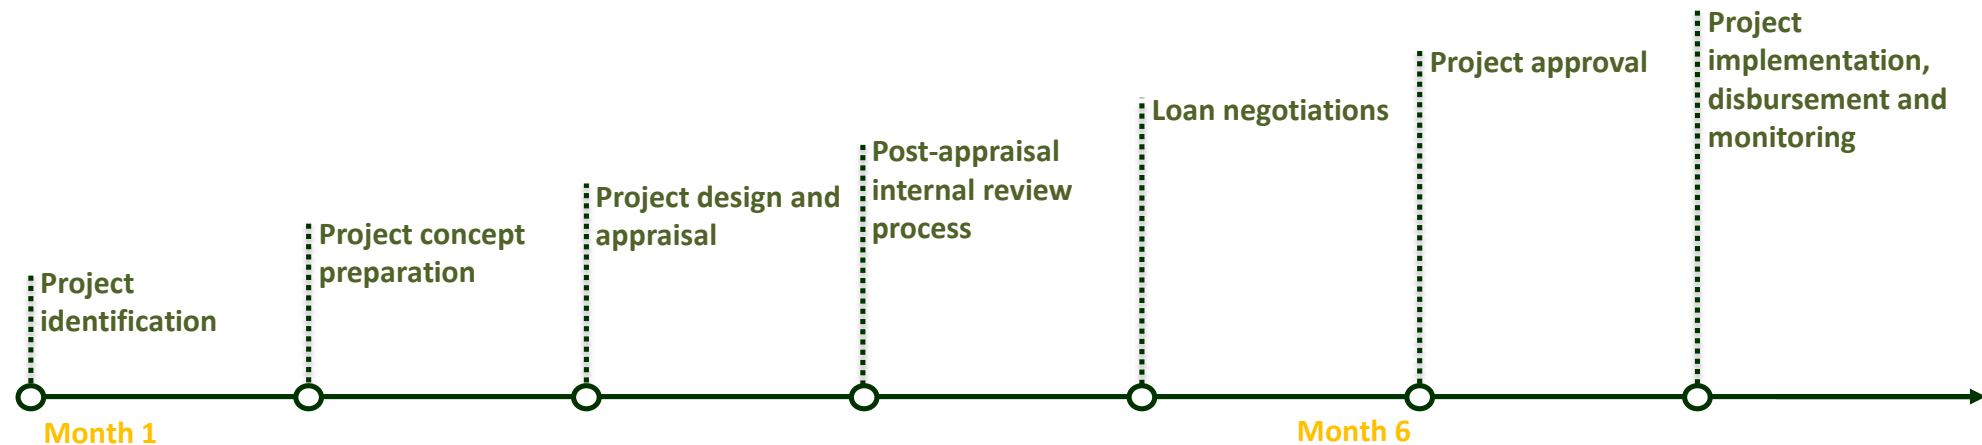 Project
identification
Project concept
preparation
Project design and
appraisal
Post-appraisal
internal review
process
Loan negotiations
Project approval
Project
implementation,
disbursement and
monitoring
Month 1
Month 6